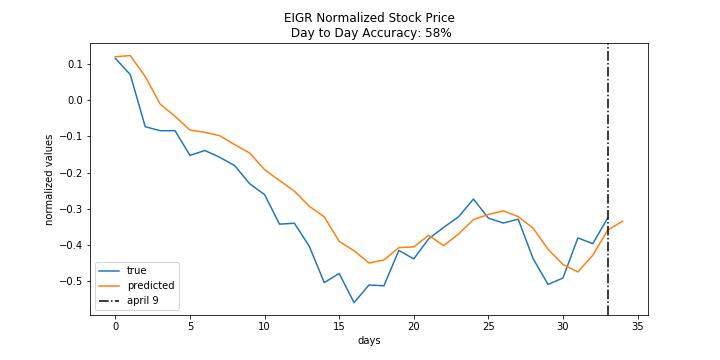 EIGR Normalized Stock Price
Day to Day Accuracy: 58%
normalized values
0.1
0.0
−0.1
−0.2
−0.3
−0.4
−0.5
true
predicted
april 9
0 5 10 15 20 25 30 35
days